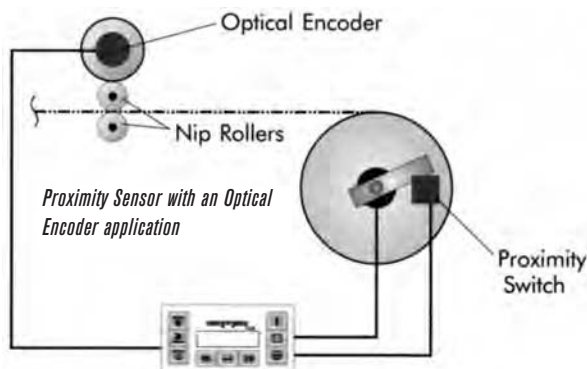 Optical Encoder
Nip Rollers
Proximity Sensor with an Optical
Encoder application
Proximity
Switch